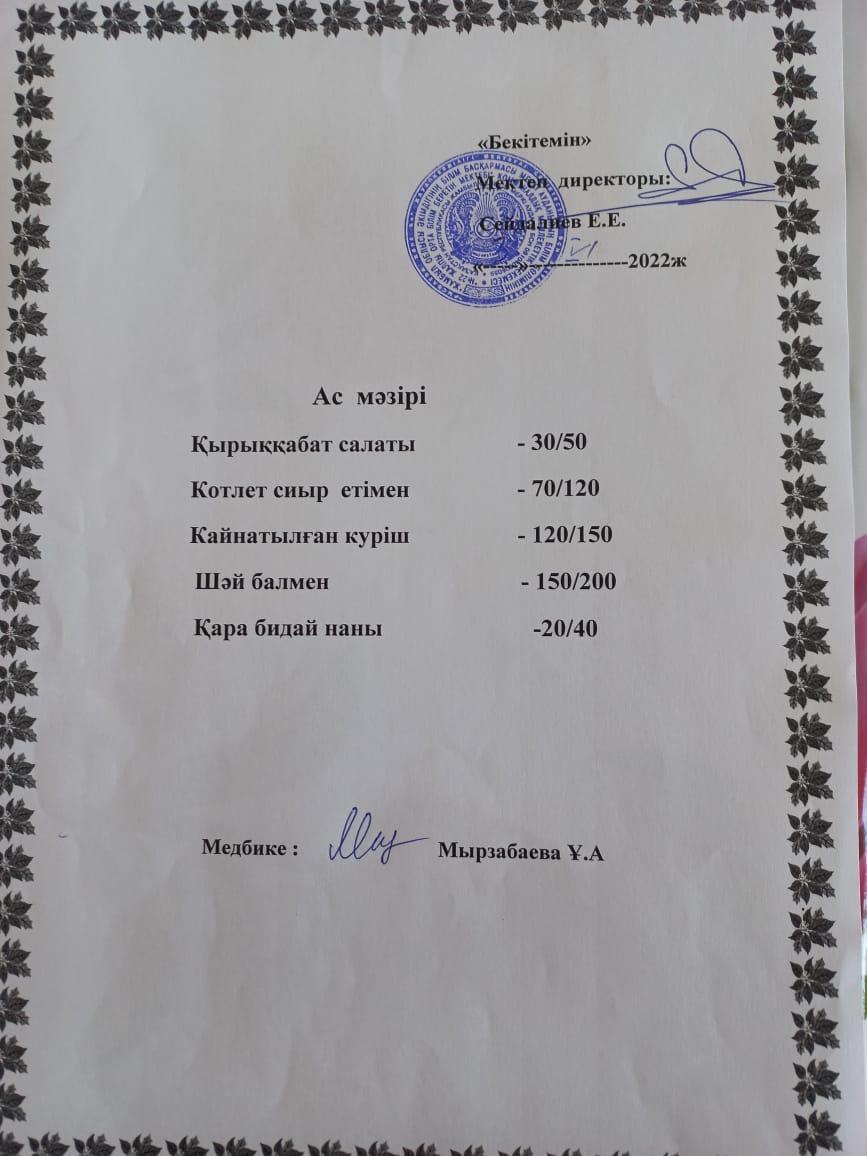 «Бекітемін»
Мектеп директоры:
Сейдалиев Е.Е.
«-----»-------------2022ж
Ас мәзірі
Қырыққабат салаты - 30/50
Котлет сиыр етімен - 70/120
Кайнатылған куріш - 120/150
Шәй балмен - 150/200
Қара бидай наны -20/40
Медбике : Мырзабаева Ұ.А